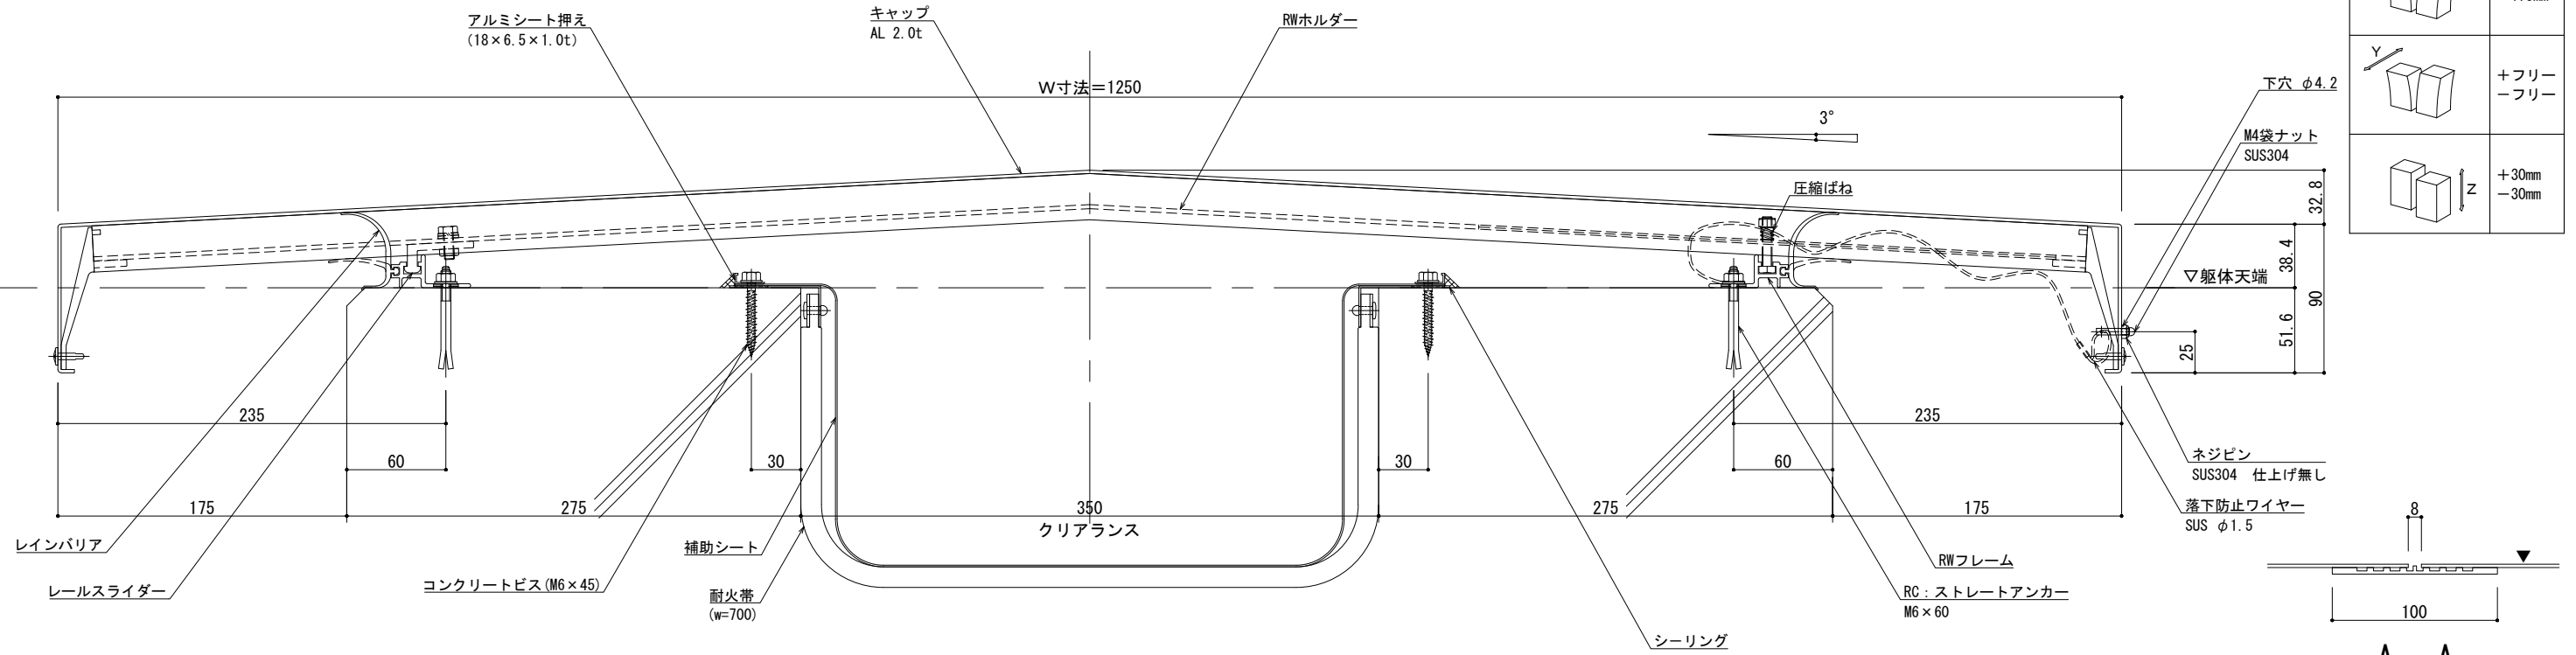 アルミシート押え
(18×6.5×1.0t)
キャップ
AL 2.0t
RWホルダー
W寸法=1250
3°
圧縮ばね
下穴 φ4.2
M4袋ナット
SUS304
Y
+フリー
-フリー
Z
+30mm
-30mm
32.8
38.4
▽躯体天端
90
51.6
25
235
235
60
30
30
60
175
275
350
275
175
クリアランス
ネジピン
SUS304 仕上げ無し
落下防止ワイヤー
SUS φ1.5
レインバリア
レールスライダー
コンクリートビス(M6×45)
補助シート
耐火帯
(w=700)
RWフレーム
RC：ストレートアンカー
M6×60
シーリング
8
100